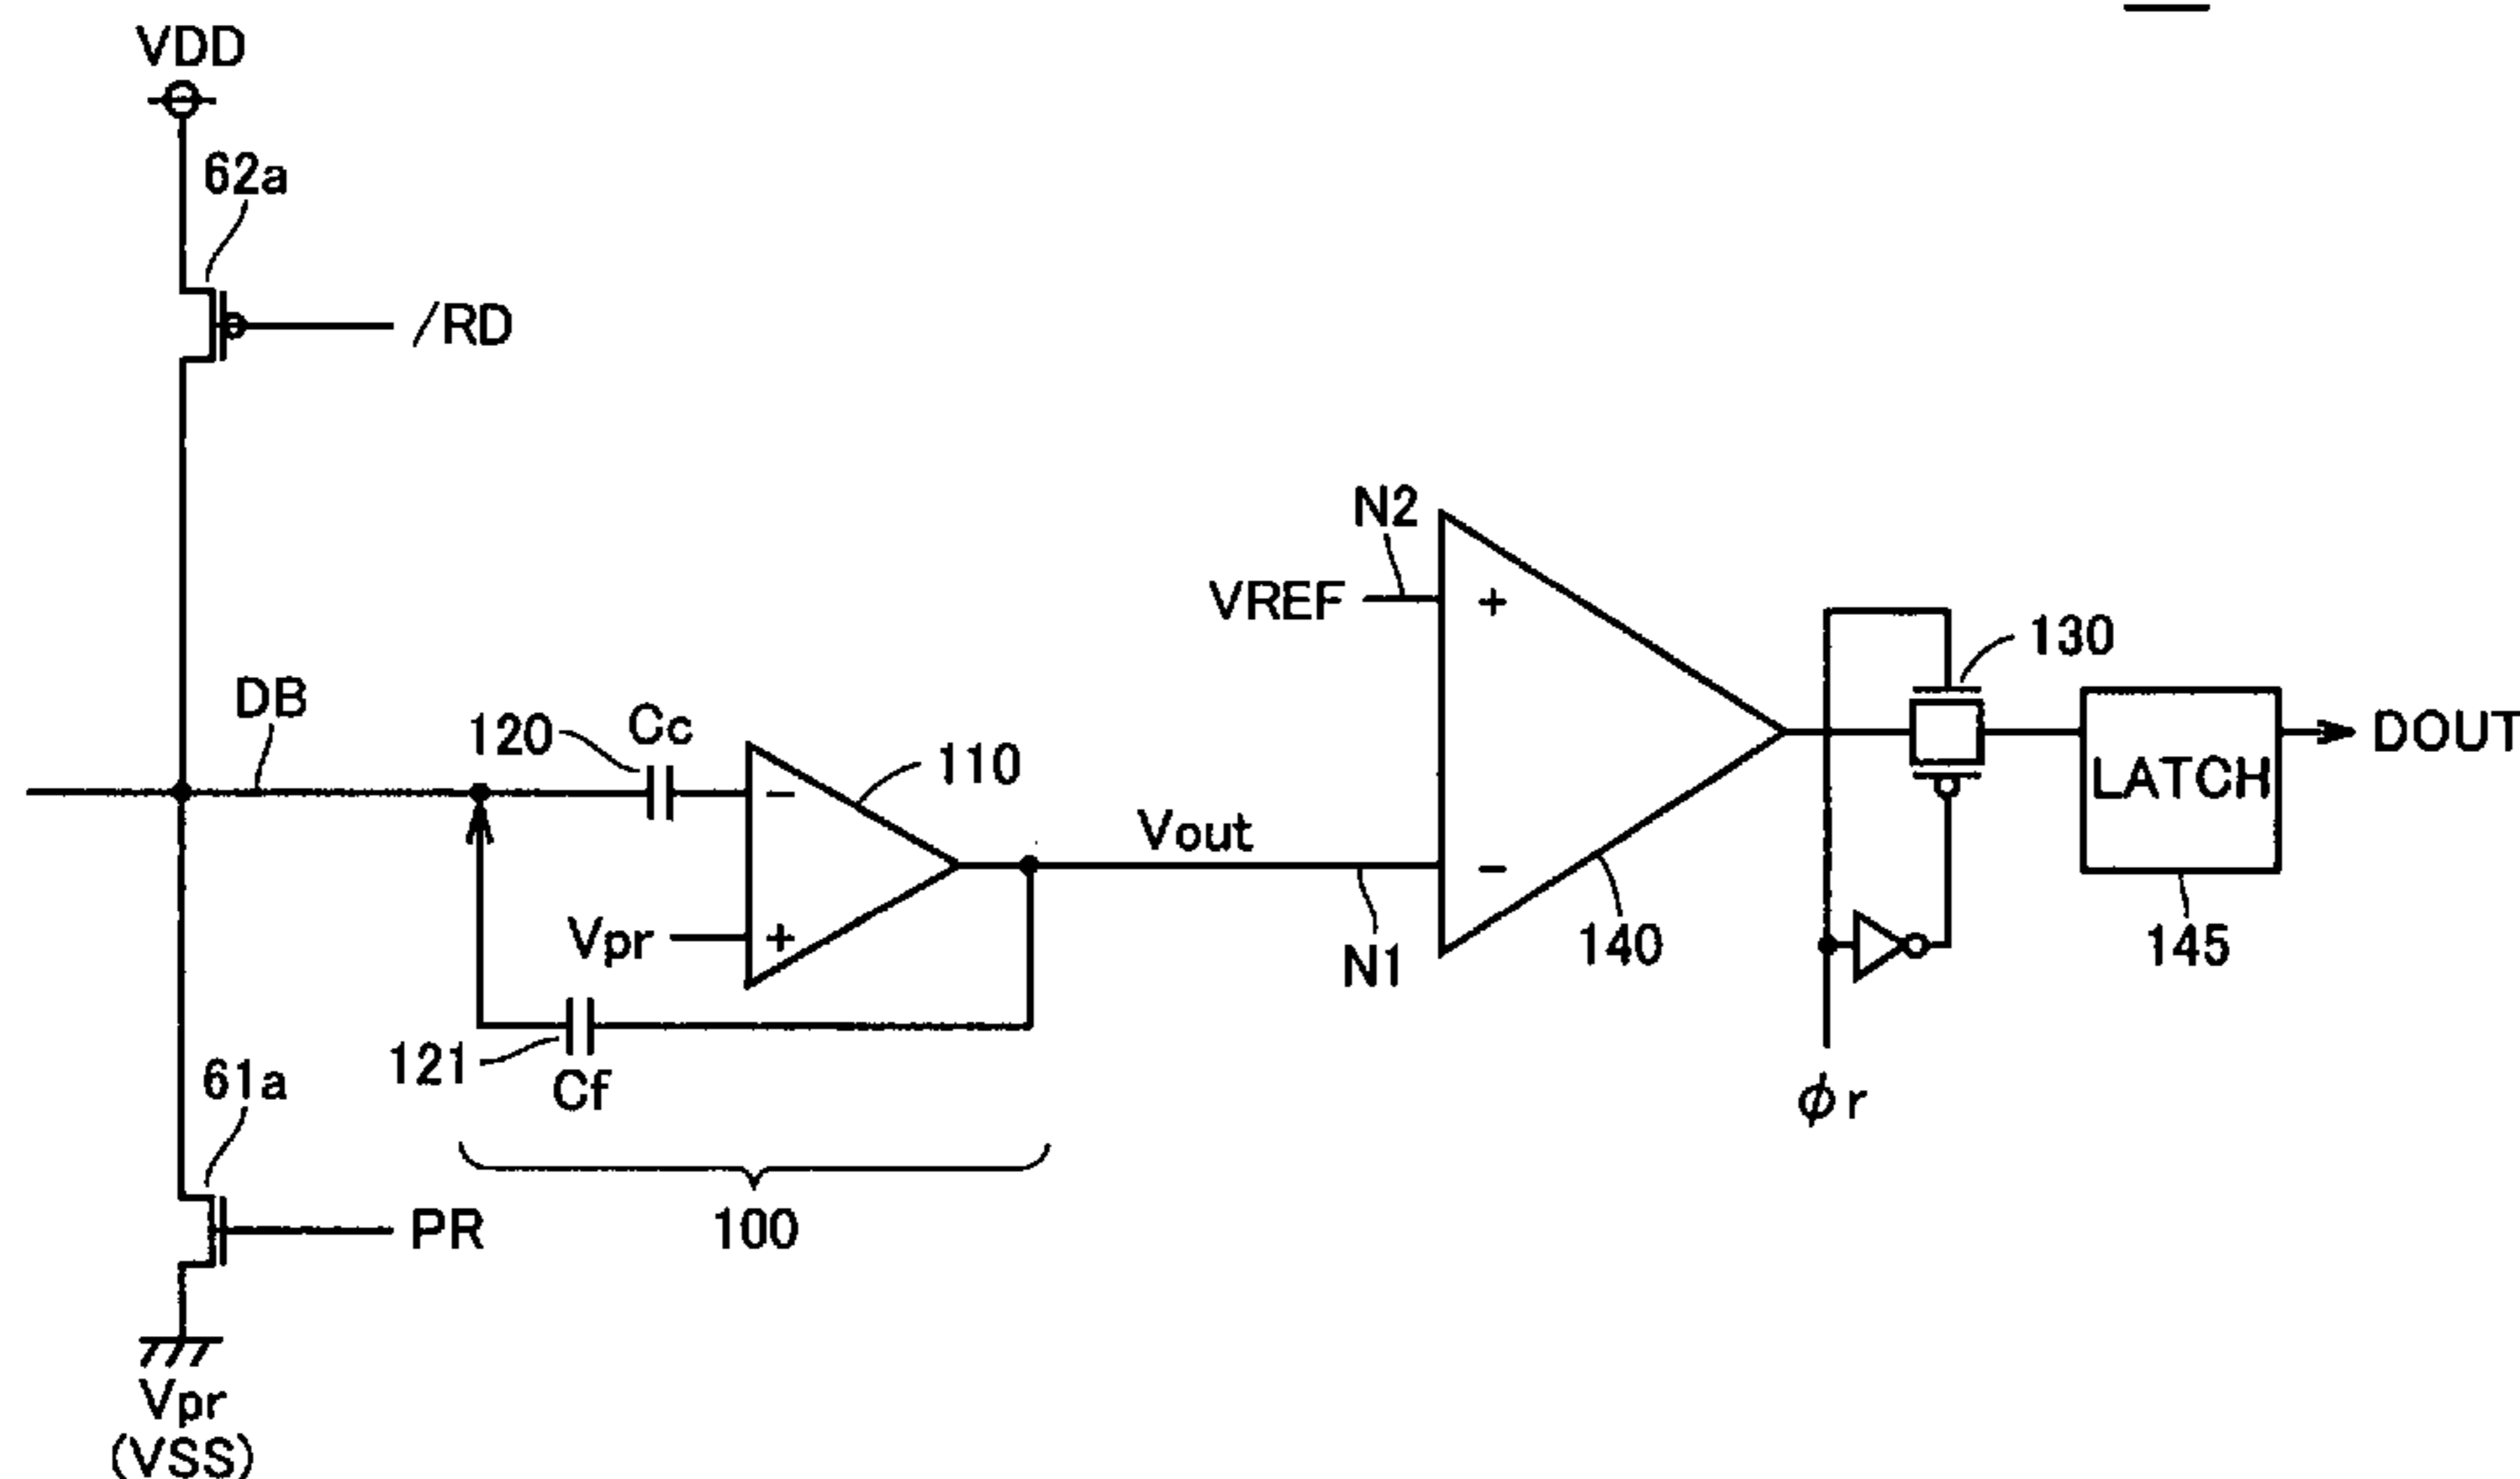 VDD
62a
/RD
N2
VREF
+
130
DB
120
Cc
110
-
DOUT
LATCH
Vout
Vpr
+
-
140
N1
145
121
Cf
φr
61a
PR
100
Vpr
(VSS)